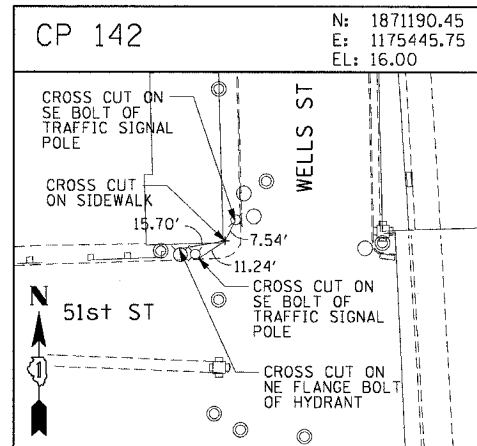 CP 142
N: 1871190.45
E: 1175445.75
EL: 16.00
CROSS CUT ON
SE BOLT OF
TRAFFIC SIGNAL
POLE
WELLS ST
CROSS CUT
ON SIDEWALK
15.70'
7.54'
11.24'
CROSS CUT ON
SE BOLT OF
TRAFFIC SIGNAL
POLE
N
51st ST
1
CROSS CUT ON
NE FLANGE BOLT
OF HYDRANT